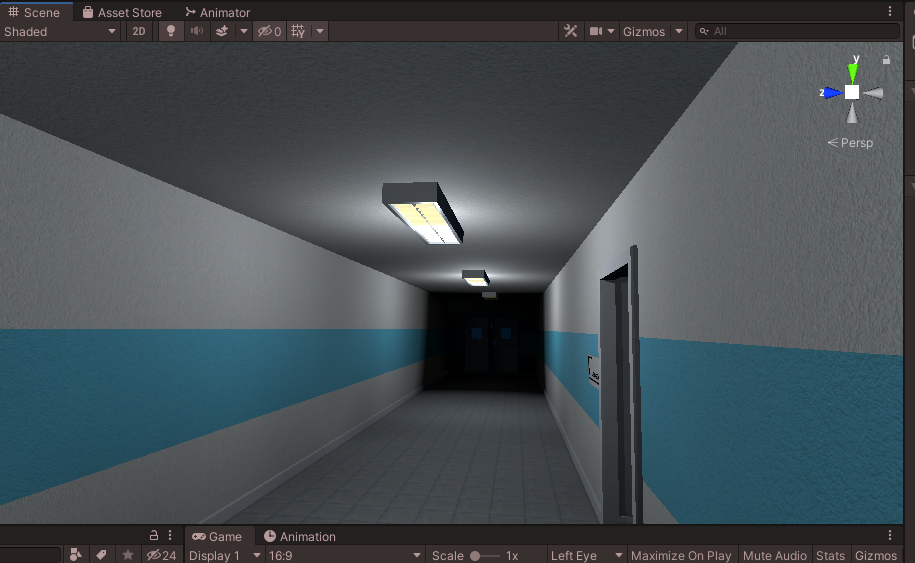 Scene Asset Store Animator
Shaded 2D 0 Gizmos All
y
z
< Persp
Game Animation
24 Display 1 16:9 Scale 1x Left Eye Maximize On Play Mute Audio Stats Gizmos